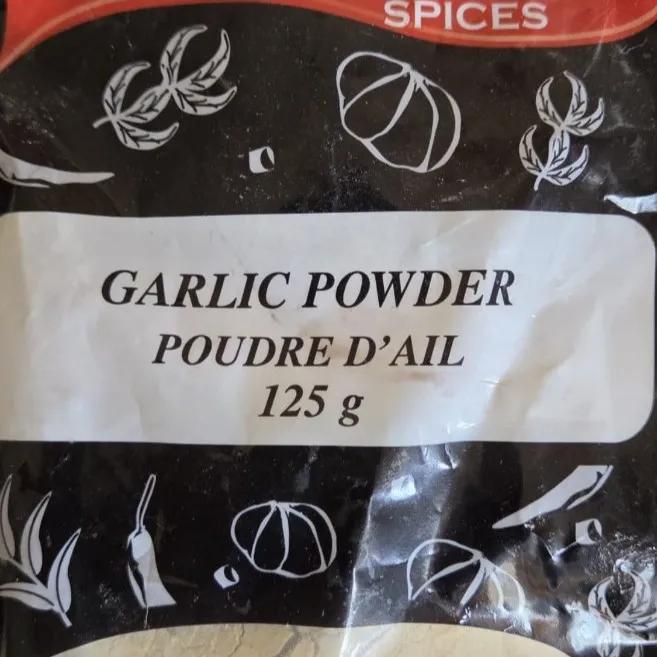 SPICES
GARLIC POWDER
POUDRE D'AIL
125 g